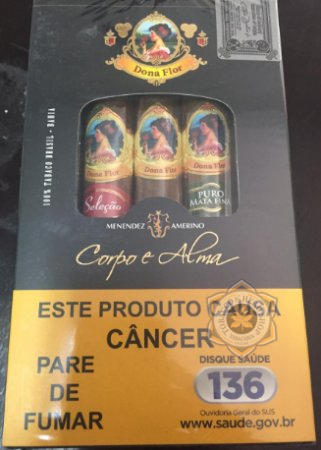 Dona Flor
100% TABACO BRASIL - BAHIA
Dona Flor
Dona Flor
Dona Flor
Seleção
PURO
MATA FINA
MENENDEZ AMERINO
Corpo e Alma
ESTE PRODUTO CAUSA
CÂNCER
PARE
DE
FUMAR
DISQUE SAÚDE
136
Ouvidoria Geral do SUS
www.saude.gov.br